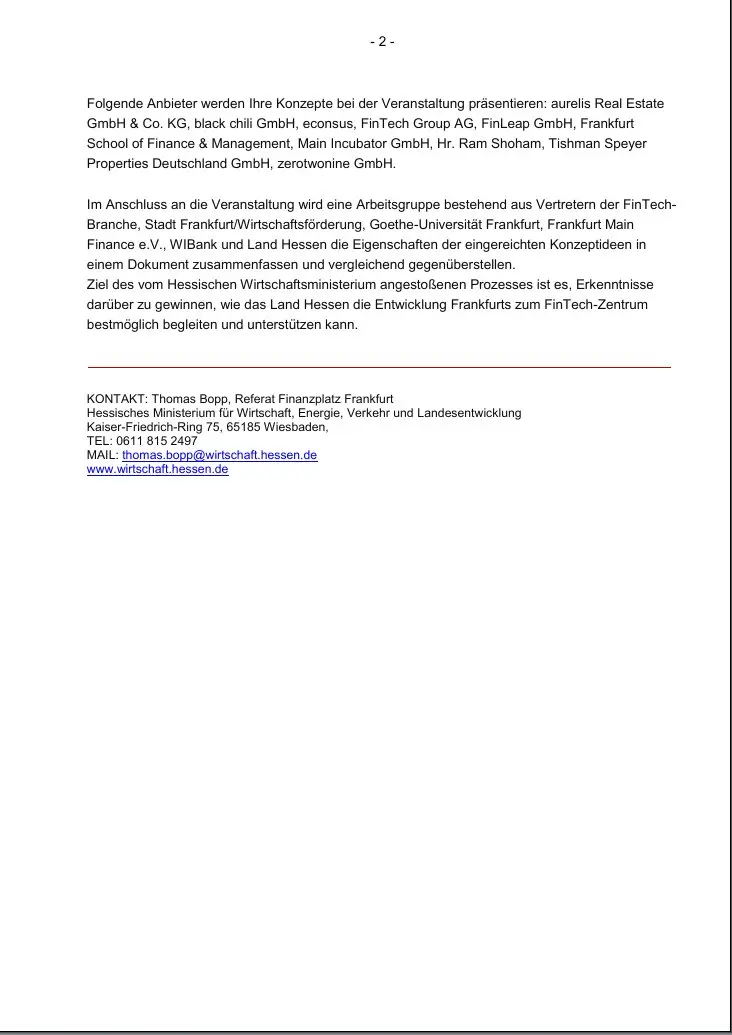 - 2 -
Folgende Anbieter werden Ihre Konzepte bei der Veranstaltung präsentieren: aurelis Real Estate
GmbH & Co. KG, black chili GmbH, econsus, FinTech Group AG, FinLeap GmbH, Frankfurt
School of Finance & Management, Main Incubator GmbH, Hr. Ram Shoham, Tishman Speyer
Properties Deutschland GmbH, zerotwonine GmbH.
Im Anschluss an die Veranstaltung wird eine Arbeitsgruppe bestehend aus Vertretern der FinTech-
Branche, Stadt Frankfurt/Wirtschaftsförderung, Goethe-Universität Frankfurt, Frankfurt Main
Finance e.V., WIBank und Land Hessen die Eigenschaften der eingereichten Konzeptideen in
einem Dokument zusammenfassen und vergleichend gegenüberstellen.
Ziel des vom Hessischen Wirtschaftsministerium angestoßenen Prozesses ist es, Erkenntnisse
darüber zu gewinnen, wie das Land Hessen die Entwicklung Frankfurts zum FinTech-Zentrum
bestmöglich begleiten und unterstützen kann.
KONTAKT: Thomas Bopp, Referat Finanzplatz Frankfurt
Hessisches Ministerium für Wirtschaft, Energie, Verkehr und Landesentwicklung
Kaiser-Friedrich-Ring 75, 65185 Wiesbaden,
TEL: 0611 815 2497
MAIL: thomas.bopp@wirtschaft.hessen.de
www.wirtschaft.hessen.de